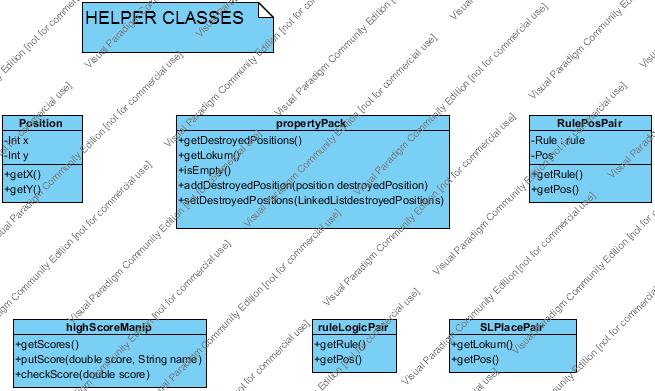 HELPER CLASSES
Position
-Int x
-Int y
+getX()
+getY()
propertyPack
+getDestroyedPositions()
+getLokum()
+isEmpty()
+addDestroyedPosition(position destroyedPosition)
+setDestroyedPositions(LinkedListdestroyedPositions)
RulePosPair
-Rule : rule
-Pos
+getRule()
+getPos()
highScoreManip
+getScores()
+putScore(double score, String name)
+checkScore(double score)
ruleLogicPair
+getRule()
+getPos()
SLPlacePair
+getLokum()
+getPos()
Visual Paradigm Community Edition [not for commercial use]